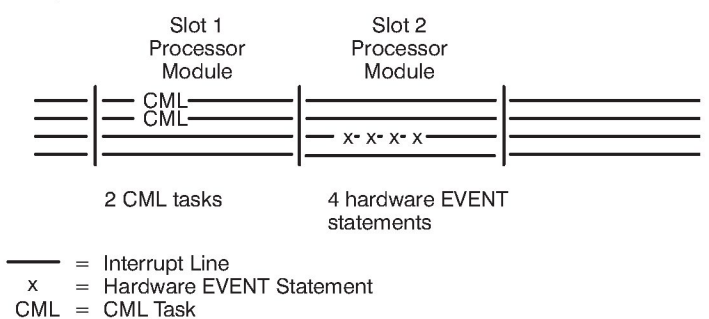 Slot 1
Processor
Module
Slot 2
Processor
Module
CML
CML
x- x- x- x
2 CML tasks
4 hardware EVENT
statements
= Interrupt Line
x = Hardware EVENT Statement
CML = CML Task